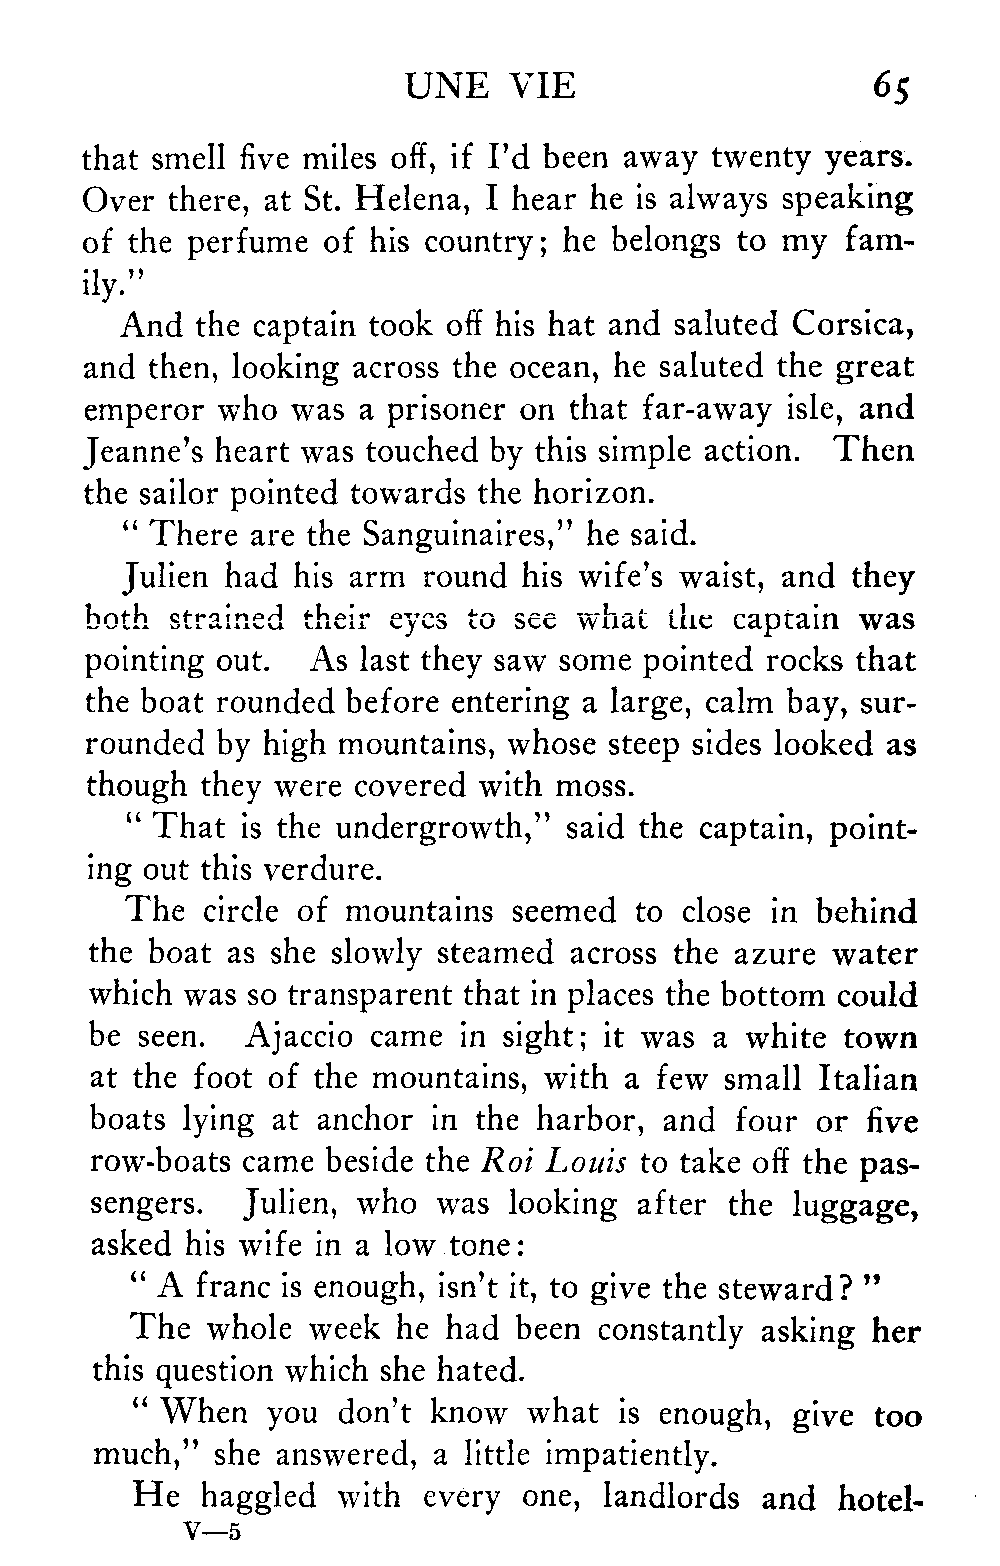 UNE VIE 65
that smell five miles off, if I'd been away twenty years.
Over there, at St. Helena, I hear he is always speaking
of the perfume of his country; he belongs to my fam-
ily."
And the captain took off his hat and saluted Corsica,
and then, looking across the ocean, he saluted the great
emperor who was a prisoner on that far-away isle, and
Jeanne's heart was touched by this simple action. Then
the sailor pointed towards the horizon.
" There are the Sanguinaires," he said.
Julien had his arm round his wife's waist, and they
both strained their eyes to see what the captain was
pointing out. As last they saw some pointed rocks that
the boat rounded before entering a large, calm bay, sur-
rounded by high mountains, whose steep sides looked as
though they were covered with moss.
" That is the undergrowth," said the captain, point-
ing out this verdure.
The circle of mountains seemed to close in behind
the boat as she slowly steamed across the azure water
which was so transparent that in places the bottom could
be seen. Ajaccio came in sight; it was a white town
at the foot of the mountains, with a few small Italian
boats lying at anchor in the harbor, and four or five
row-boats came beside the Roi Louis to take off the pas-
sengers. Julien, who was looking after the luggage,
asked his wife in a low tone:
" A franc is enough, isn't it, to give the steward? "
The whole week he had been constantly asking her
this question which she hated.
" When you don't know what is enough, give too
much," she answered, a little impatiently.
He haggled with every one, landlords and hotel-
V—5